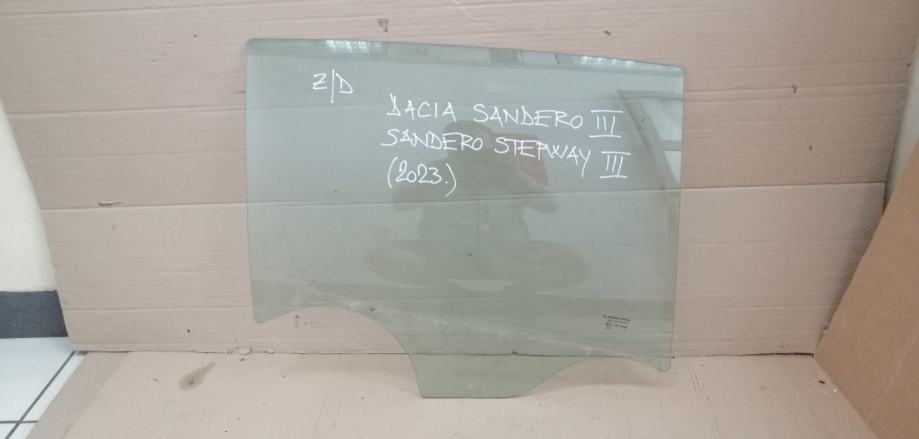 Z/D
DACIA SANDERO III
SANDERO STEPWAY III
(2023.)